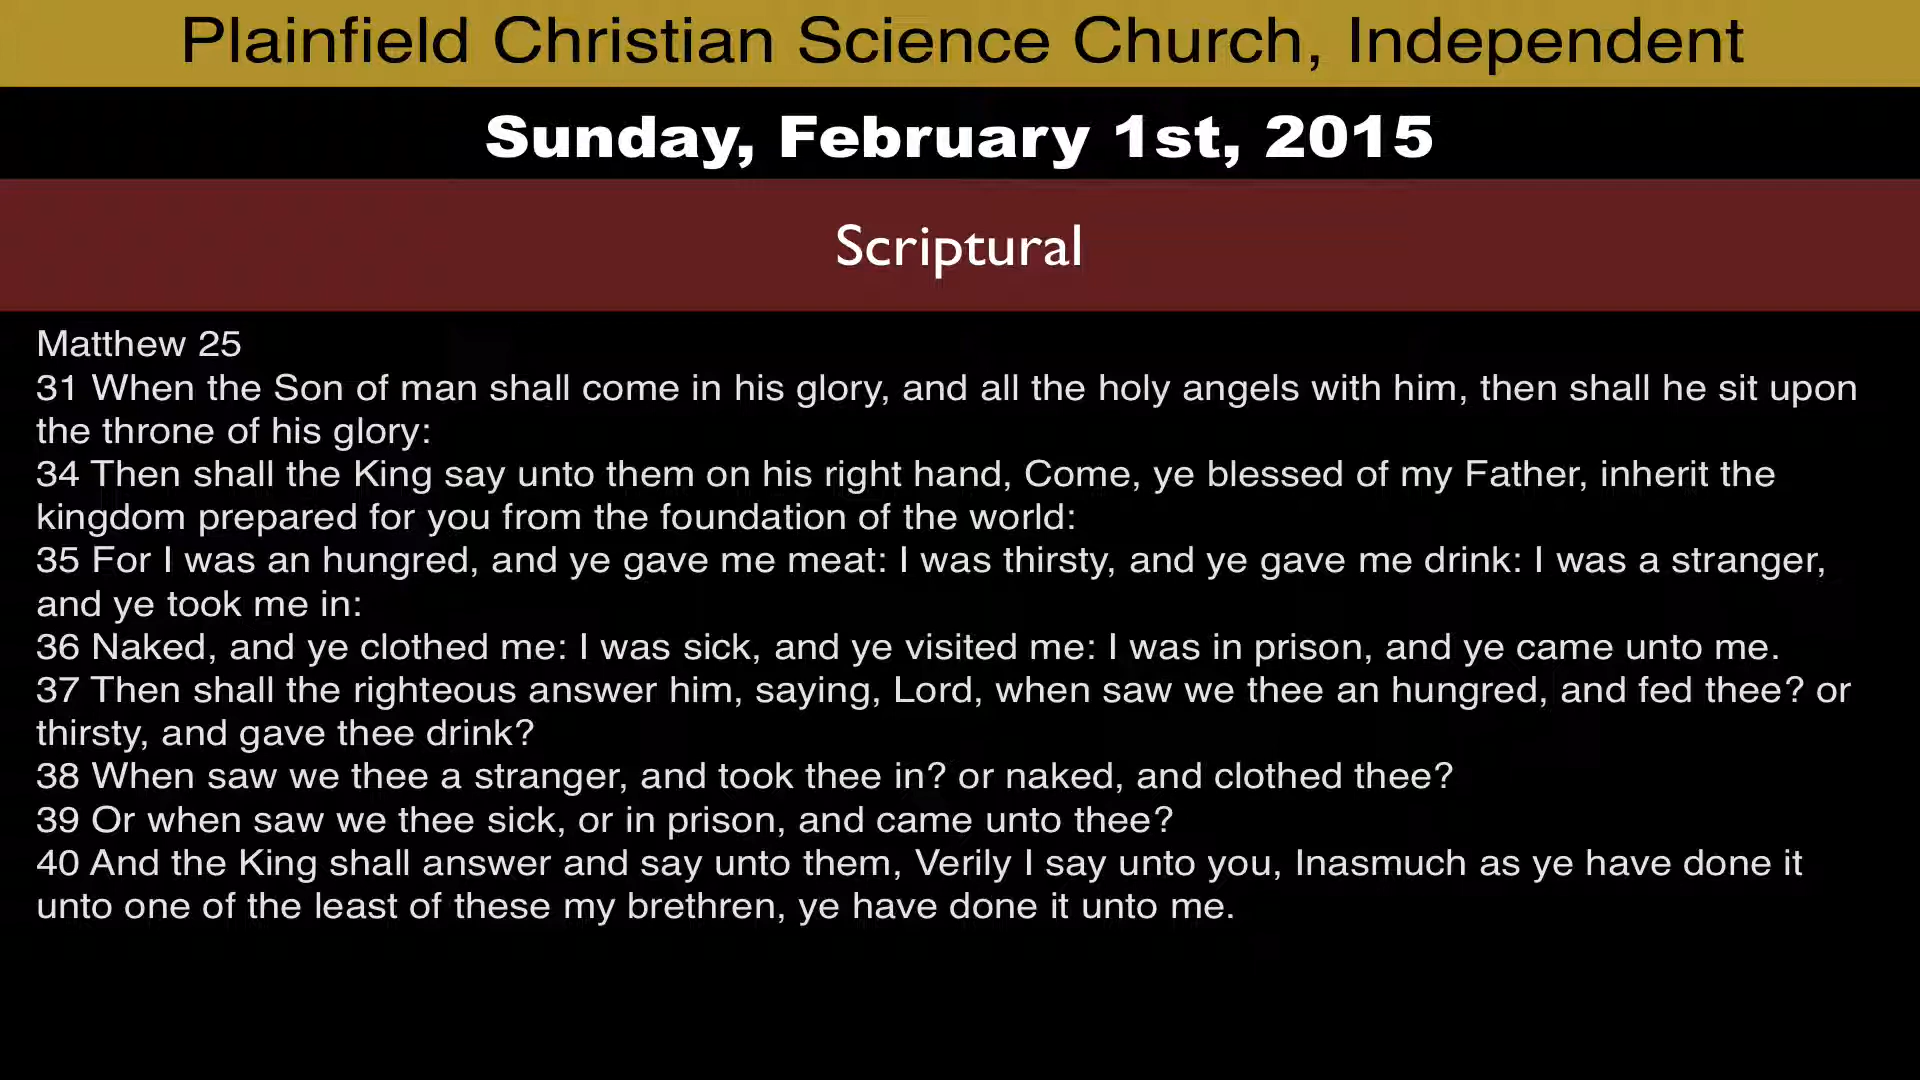 Plainfield Christian Science Church, Independent
Sunday, February 1st, 2015
Scriptural
Matthew 25
31 When the Son of man shall come in his glory, and all the holy angels with him, then shall he sit upon
the throne of his glory:
34 Then shall the King say unto them on his right hand, Come, ye blessed of my Father, inherit the
kingdom prepared for you from the foundation of the world:
35 For I was an hungred, and ye gave me meat: I was thirsty, and ye gave me drink: I was a stranger,
and ye took me in:
36 Naked, and ye clothed me: I was sick, and ye visited me: I was in prison, and ye came unto me.
37 Then shall the righteous answer him, saying, Lord, when saw we thee an hungred, and fed thee? or
thirsty, and gave thee drink?
38 When saw we thee a stranger, and took thee in? or naked, and clothed thee?
39 Or when saw we thee sick, or in prison, and came unto thee?
40 And the King shall answer and say unto them, Verily I say unto you, Inasmuch as ye have done it
unto one of the least of these my brethren, ye have done it unto me.